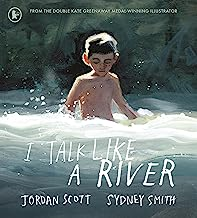 FROM THE DOUBLE KATE GREENAWAY MEDAL-WINNING ILLUSTRATOR
I TALK LIKE
A RIVER
JORDAN SCOTT
SYDNEY SMITH